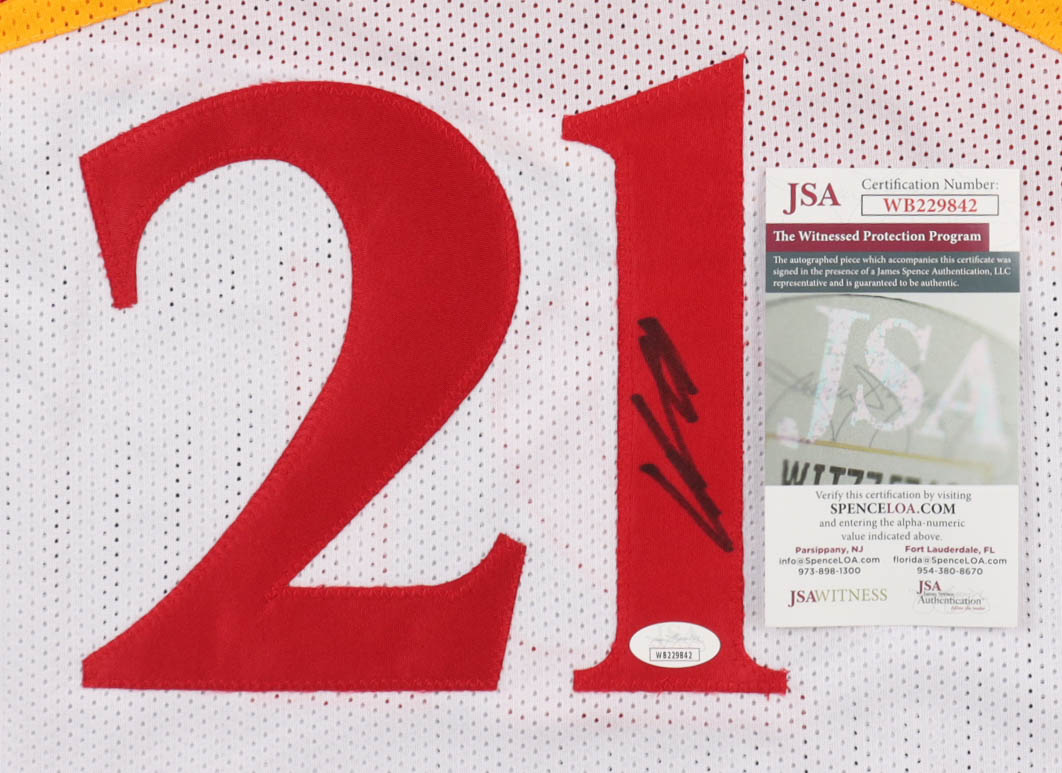 21
JSA
Certification Number:
WB229842
The Witnessed Protection Program
The autographed piece which accompanies this certificate was
signed in the presence of a James Spence Authentication, LLC
representative and is guaranteed to be authentic.
JSA
Verify this certification by visiting
SPENCELOA.COM
and entering the alpha-numeric
value indicated above.
Parsippany, NJ
info@SpenceLOA.com
973-898-1300
Fort Lauderdale, FL
florida@SpenceLOA.com
954-380-8670
JSAWITNESS
JSA
James Spence
Authentication
WB229842